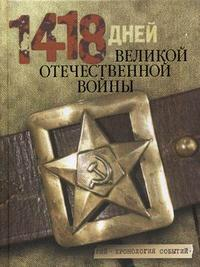 1418 ДНЕЙ
ВЕЛИКОЙ
ОТЕЧЕСТВЕННОЙ
ВОЙНЫ
• ХРОНОЛОГИЯ СОБЫТИЙ •